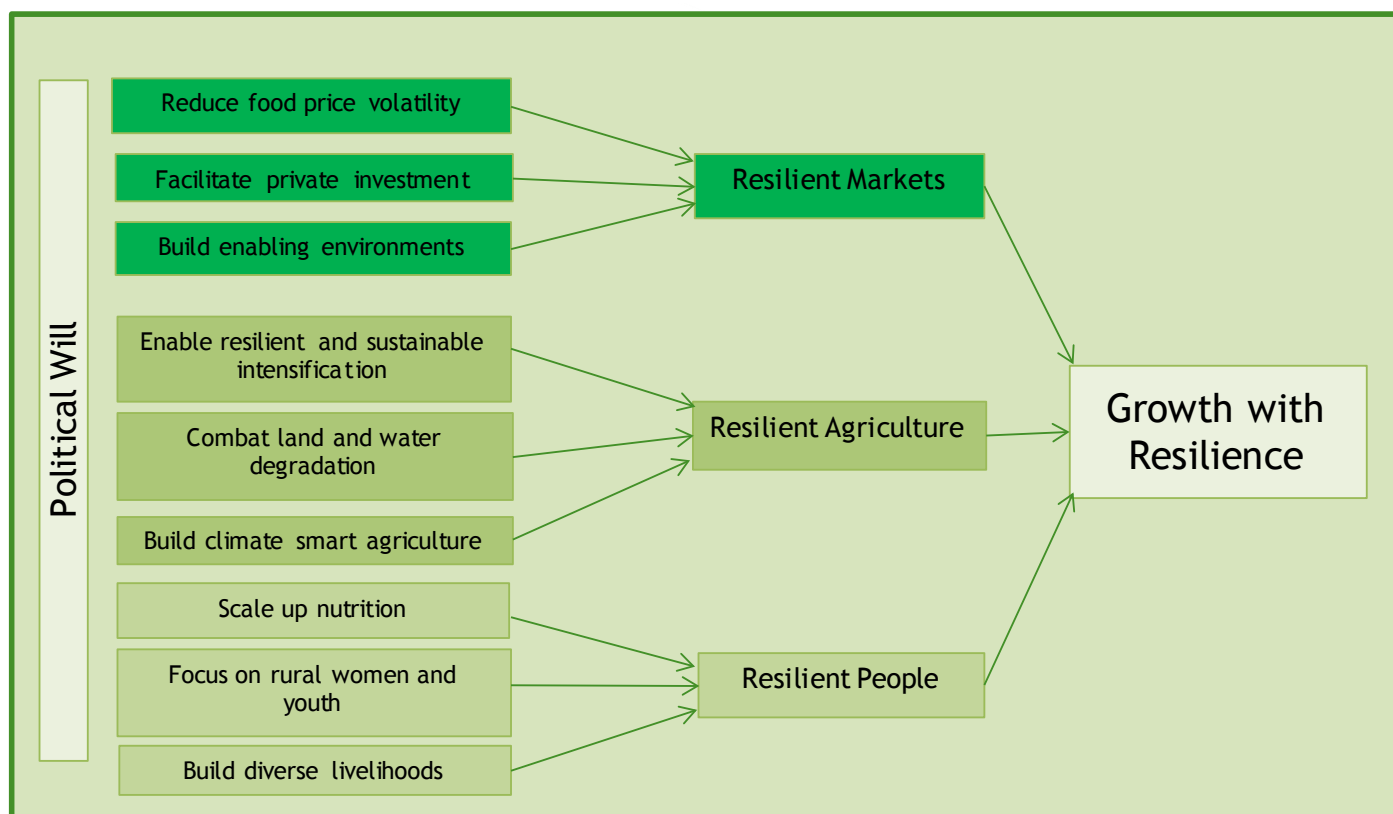 Political Will
Reduce food price volatility
Facilitate private investment
Build enabling environments
Enable resilient and sustainable
intensification
Combat land and water
degradation
Build climate smart agriculture
Scale up nutrition
Focus on rural women and
youth
Build diverse livelihoods
Resilient Markets
Resilient Agriculture
Resilient People
Growth with
Resilience